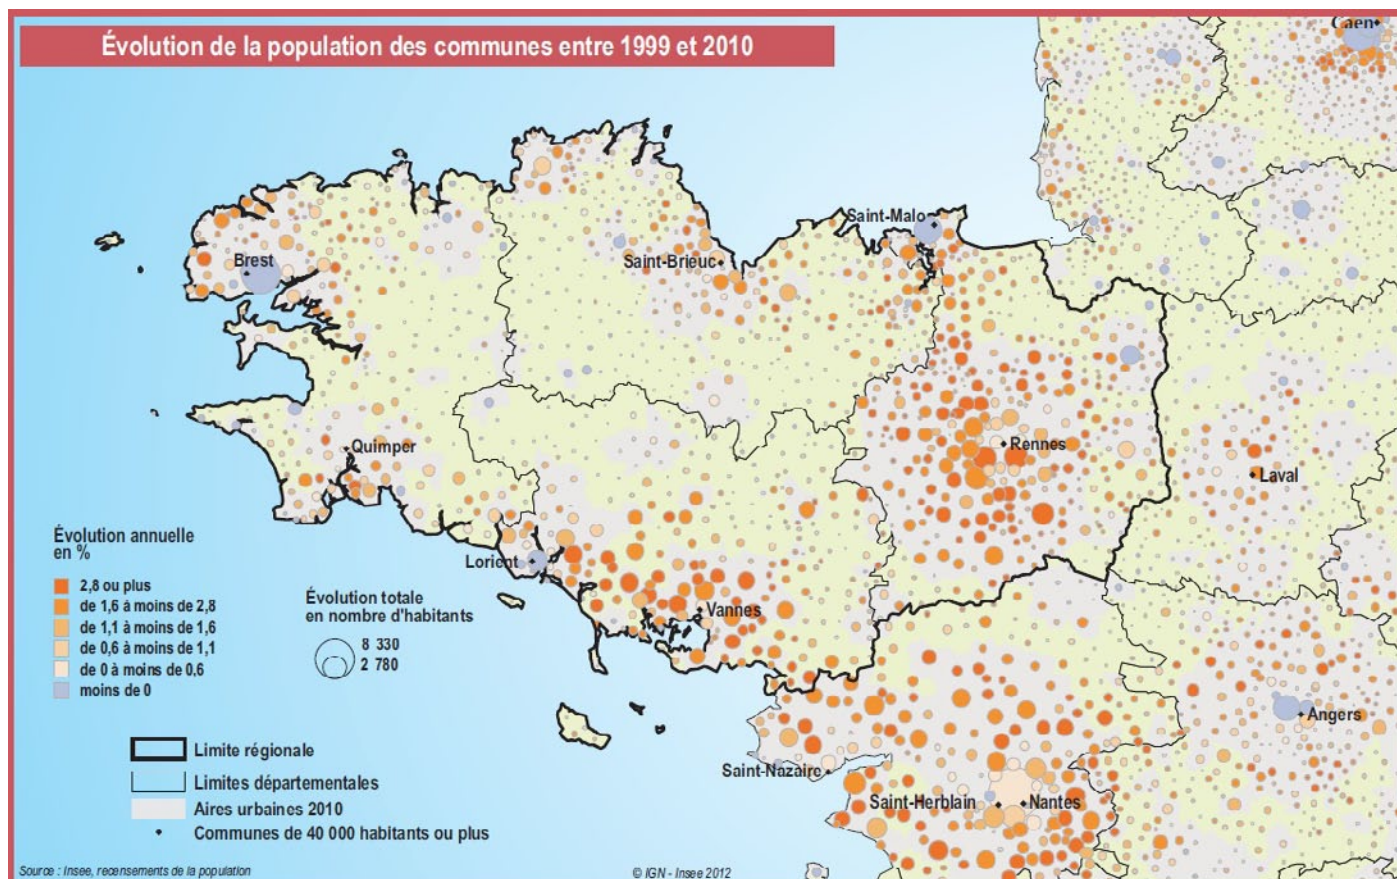 Évolution de la population des communes entre 1999 et 2010
Caen
Saint-Malo
Brest
Saint-Brieuc
Quimper
Rennes
Laval
Lorient
Vannes
Angers
Saint-Nazaire
Saint-Herblain
Nantes
Évolution annuelle
en %
2,8 ou plus
de 1,6 à moins de 2,8
de 1,1 à moins de 1,6
de 0,6 à moins de 1,1
de 0 à moins de 0,6
moins de 0
Évolution totale
en nombre d'habitants
8 330
2 780
Limite régionale
Limites départementales
Aires urbaines 2010
Communes de 40 000 habitants ou plus
Source : Insee, recensements de la population
© IGN - Insee 2012